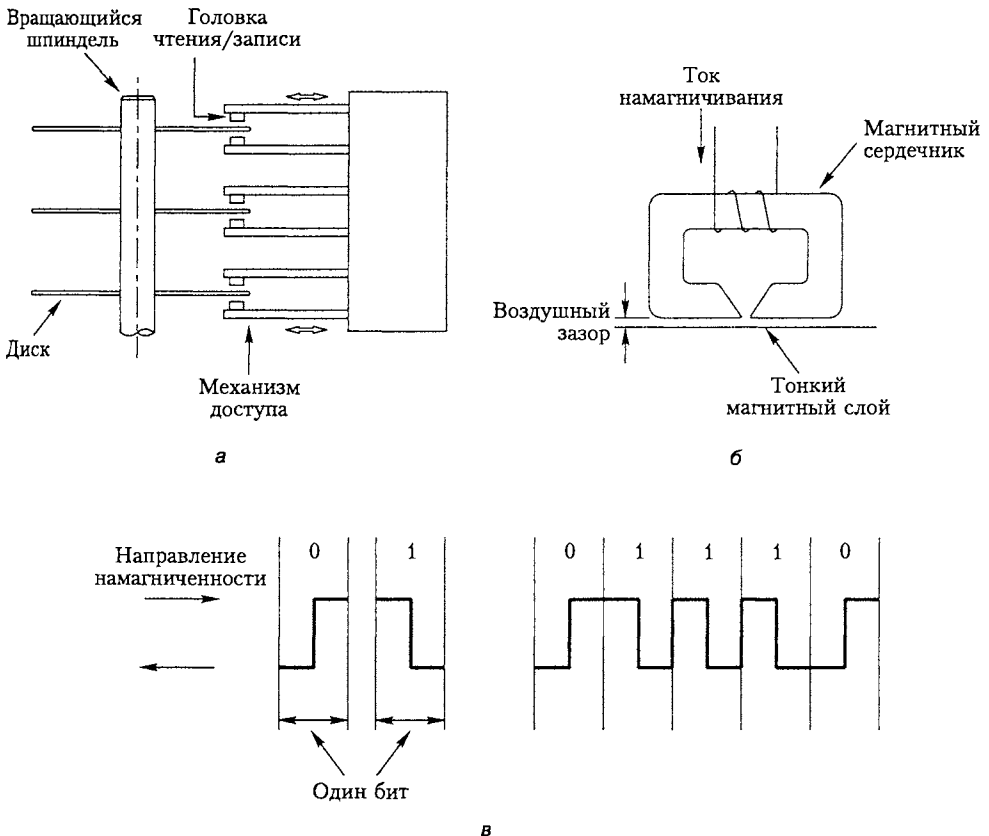 Вращающийся
шпиндель
Головка
чтения/записи
Диск
Механизм
доступа
а
Ток
намагничивания
Магнитный
сердечник
Воздушный
зазор
Тонкий
магнитный слой
б
Направление
намагниченности
0 1
0 1 1 1 0
Один бит
в